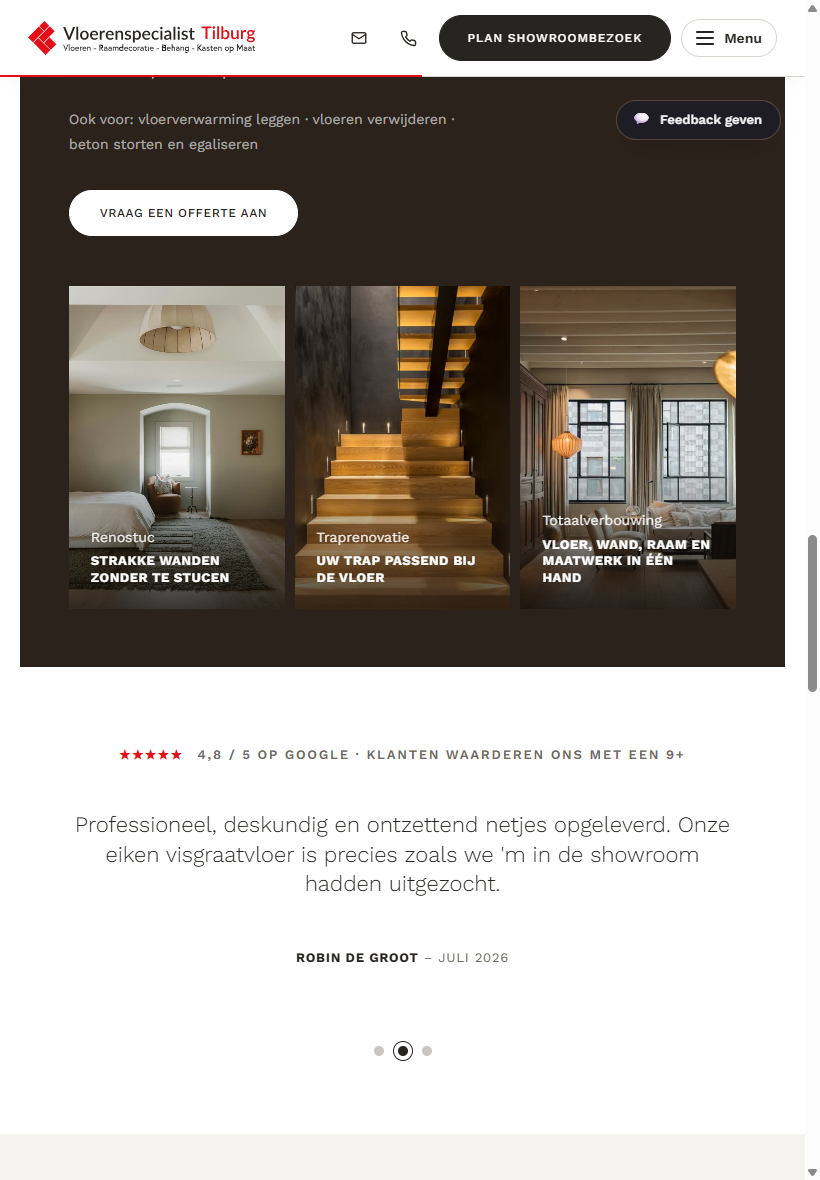 Vloerenspecialist Tilburg
Vloeren - Raamdecoratie - Behang - Kasten op Maat
PLAN SHOWROOMBEZOEK
Menu
Ook voor: vloerverwarming leggen · vloeren verwijderen ·
beton storten en egaliseren
Feedback geven
VRAAG EEN OFFERTE AAN
Renostuc
STRAKKE WANDEN
ZONDER TE STUCEN
Traprenovatie
UW TRAP PASSEND BIJ
DE VLOER
Totaalverbouwing
VLOER, WAND, RAAM EN
MAATWERK IN ÉÉN
HAND
★★★★★ 4,8 / 5 OP GOOGLE · KLANTEN WAARDEREN ONS MET EEN 9+
Professioneel, deskundig en ontzettend netjes opgeleverd. Onze
eiken visgraatvloer is precies zoals we 'm in de showroom
hadden uitgezocht.
ROBIN DE GROOT – JULI 2026